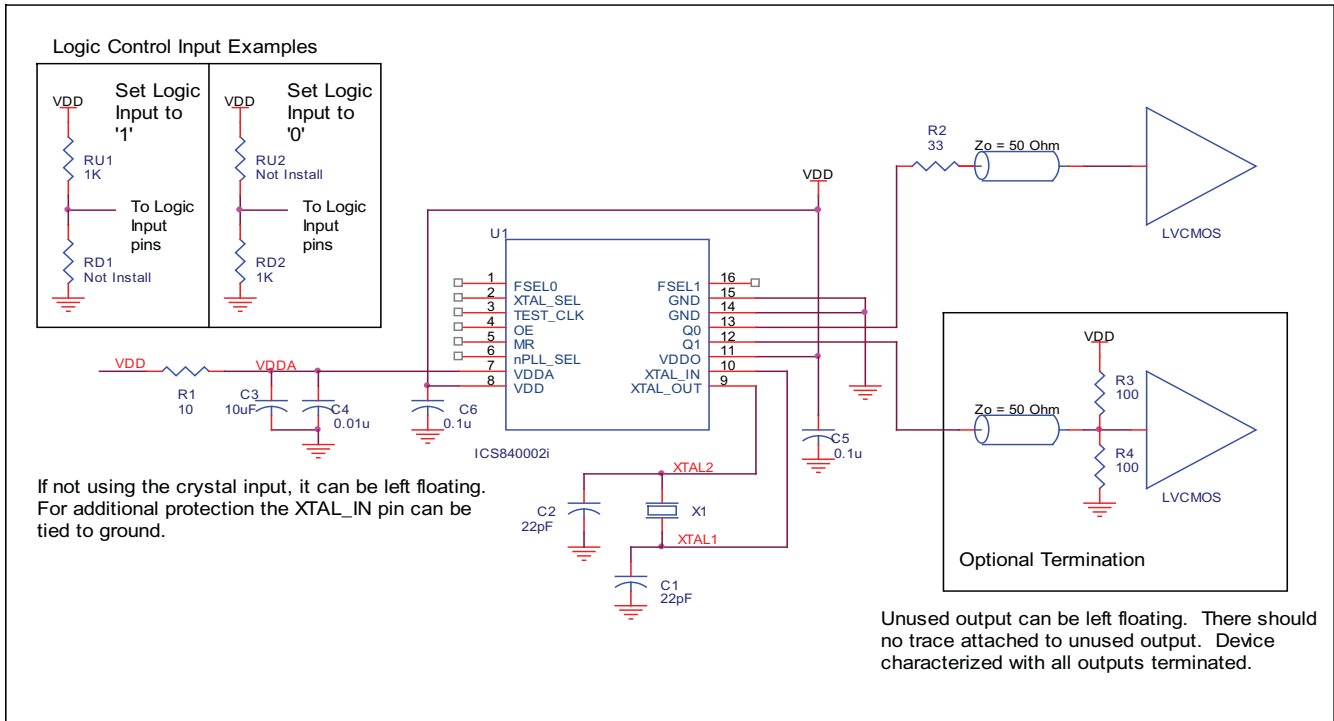 Logic Control Input Examples
Set Logic
Input to
'1'
VDD
RU1
1K
To Logic
Input
pins
RD1
Not Install
Set Logic
Input to
'0'
VDD
RU2
Not Install
To Logic
Input
pins
RD2
1K
VDD
R1
10
VDDA
C3
10uF
C4
0.01u
C6
0.1u
U1
1
FSEL0
2
XTAL_SEL
3
TEST_CLK
4
OE
5
MR
6
nPLL_SEL
7
VDDA
8
VDD
16
FSEL1
15
GND
14
GND
13
Q0
12
Q1
11
VDDO
10
XTAL_IN
9
XTAL_OUT
ICS840002i
VDD
C5
0.1u
XTAL2
C2
22pF
X1
XTAL1
C1
22pF
R2
33
Zo = 50 Ohm
LVCMOS
VDD
R3
100
Zo = 50 Ohm
R4
100
LVCMOS
Optional Termination
If not using the crystal input, it can be left floating.
For additional protection the XTAL_IN pin can be
tied to ground.
Unused output can be left floating. There should
no trace attached to unused output. Device
characterized with all outputs terminated.